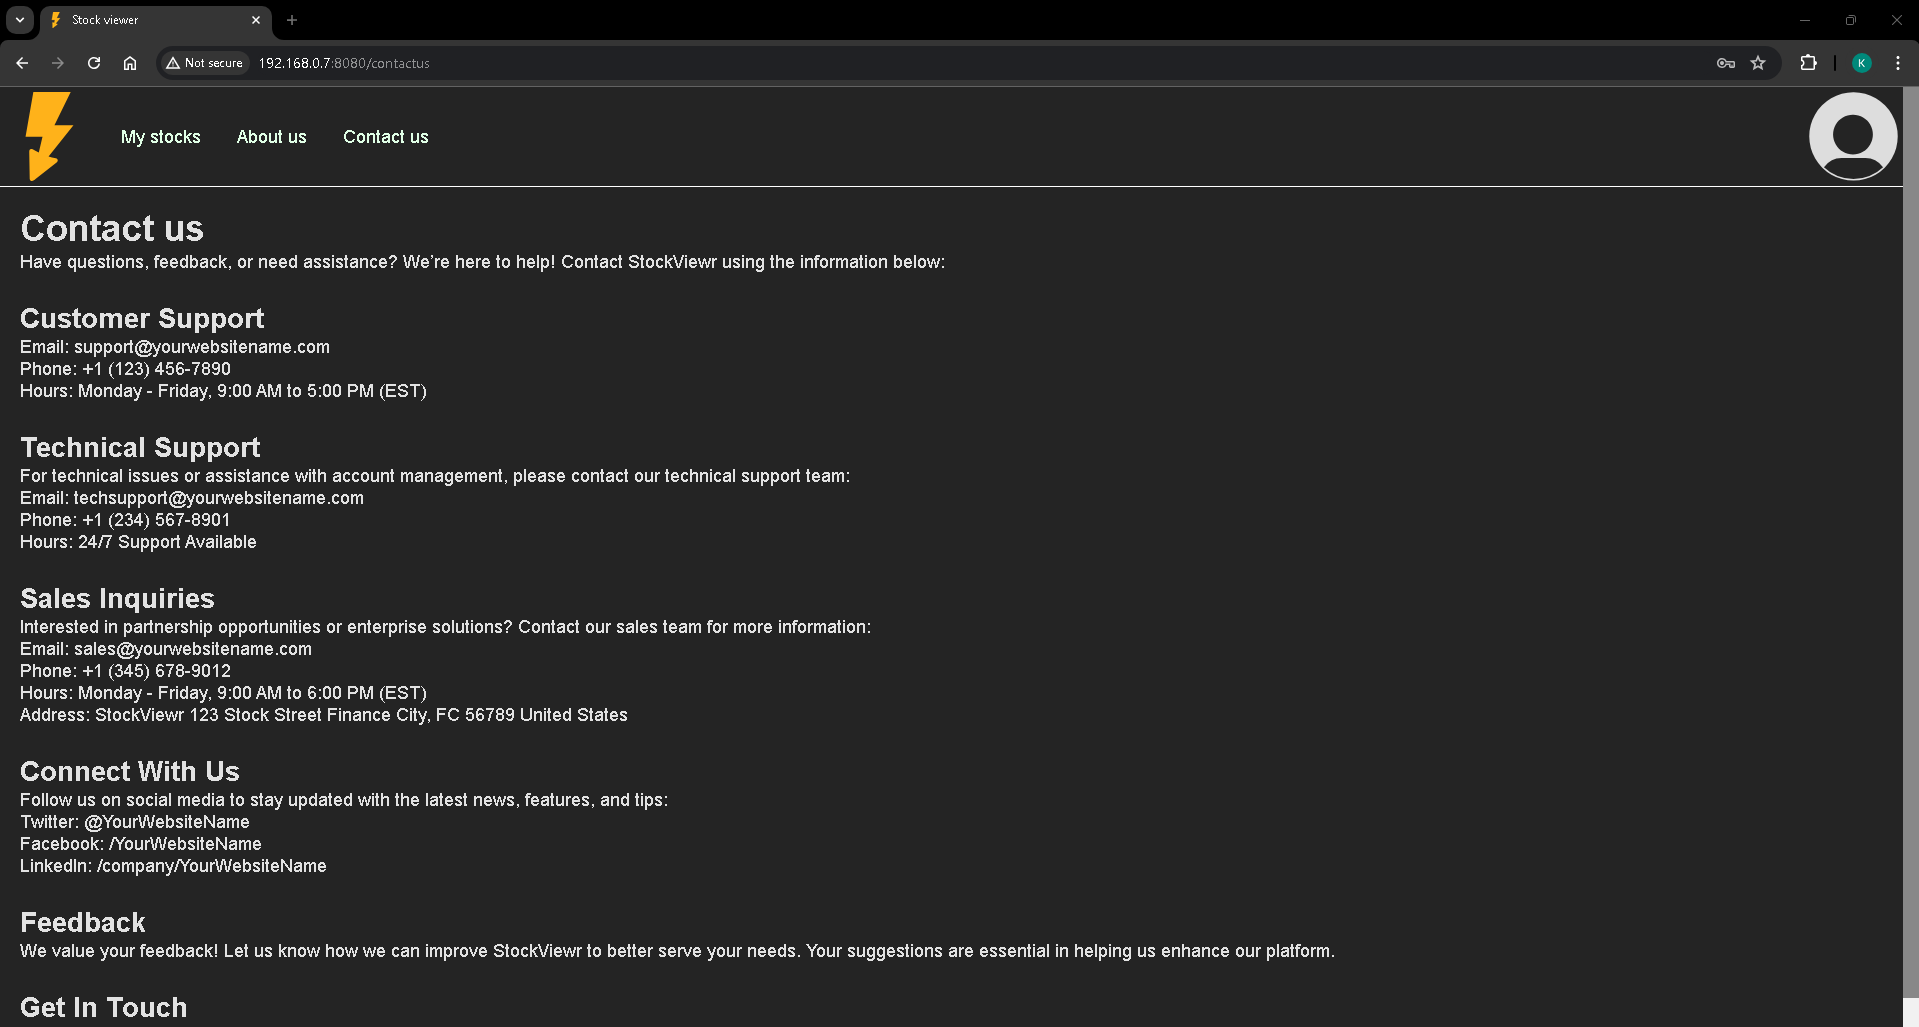 Stock viewer
Not secure
192.168.0.7:8080/contactus
K
My stocks
About us
Contact us
Contact us
Have questions, feedback, or need assistance? We're here to help! Contact StockViewr using the information below:
Customer Support
Email: support@yourwebsitename.com
Phone: +1 (123) 456-7890
Hours: Monday - Friday, 9:00 AM to 5:00 PM (EST)
Technical Support
For technical issues or assistance with account management, please contact our technical support team:
Email: techsupport@yourwebsitename.com
Phone: +1 (234) 567-8901
Hours: 24/7 Support Available
Sales Inquiries
Interested in partnership opportunities or enterprise solutions? Contact our sales team for more information:
Email: sales@yourwebsitename.com
Phone: +1 (345) 678-9012
Hours: Monday - Friday, 9:00 AM to 6:00 PM (EST)
Address: StockViewr 123 Stock Street Finance City, FC 56789 United States
Connect With Us
Follow us on social media to stay updated with the latest news, features, and tips:
Twitter: @YourWebsiteName
Facebook: /YourWebsiteName
LinkedIn: /company/YourWebsiteName
Feedback
We value your feedback! Let us know how we can improve StockViewr to better serve your needs. Your suggestions are essential in helping us enhance our platform.
Get In Touch